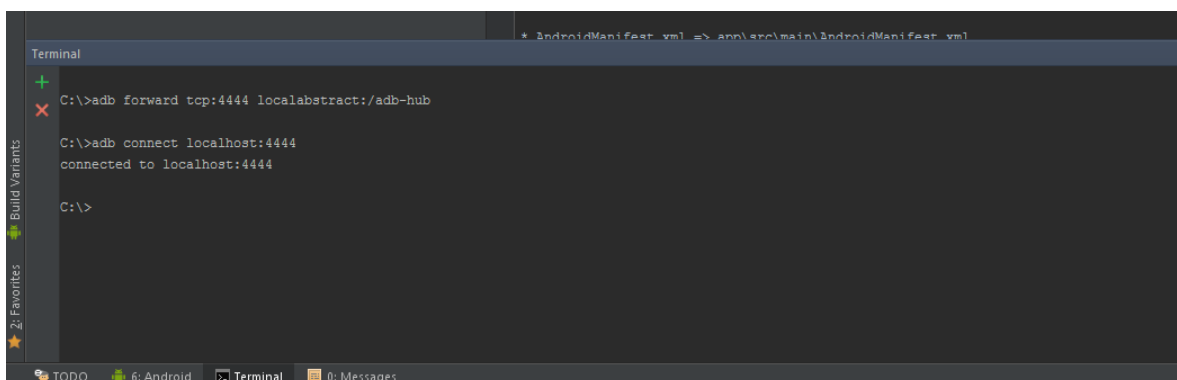 * AndroidManifest.xml => app\src\main\AndroidManifest.xml
Terminal
C:\>adb forward tcp:4444 localabstract:/adb-hub
C:\>adb connect localhost:4444
connected to localhost:4444
C:\>
Build Variants
2: Favorites
TODO 6: Android Terminal 0: Messages